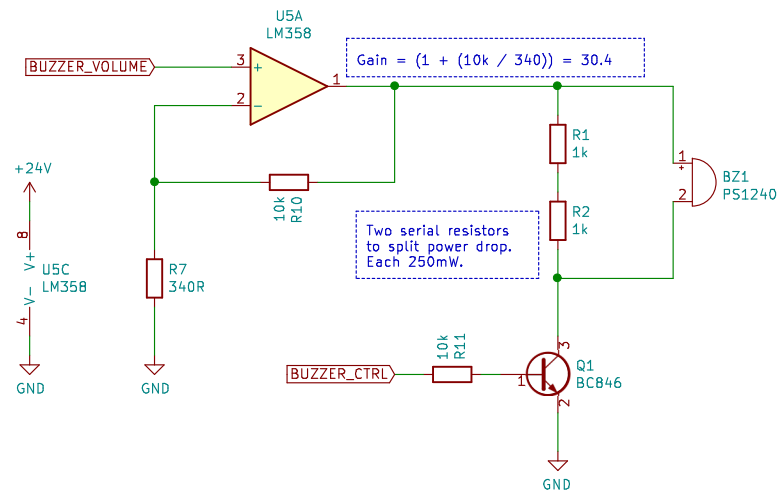 U5A
LM358
BUZZER_VOLUME
3
+
2
−
1
Gain = (1 + (10k / 340)) = 30.4
R1
1k
1
+
2
BZ1
PS1240
+24V
10k
R10
R2
1k
Two serial resistors
to split power drop.
Each 250mW.
8
V+
U5C
LM358
V-
4
GND
R7
340R
GND
10k
R11
BUZZER_CTRL
3
1
Q1
BC846
2
GND